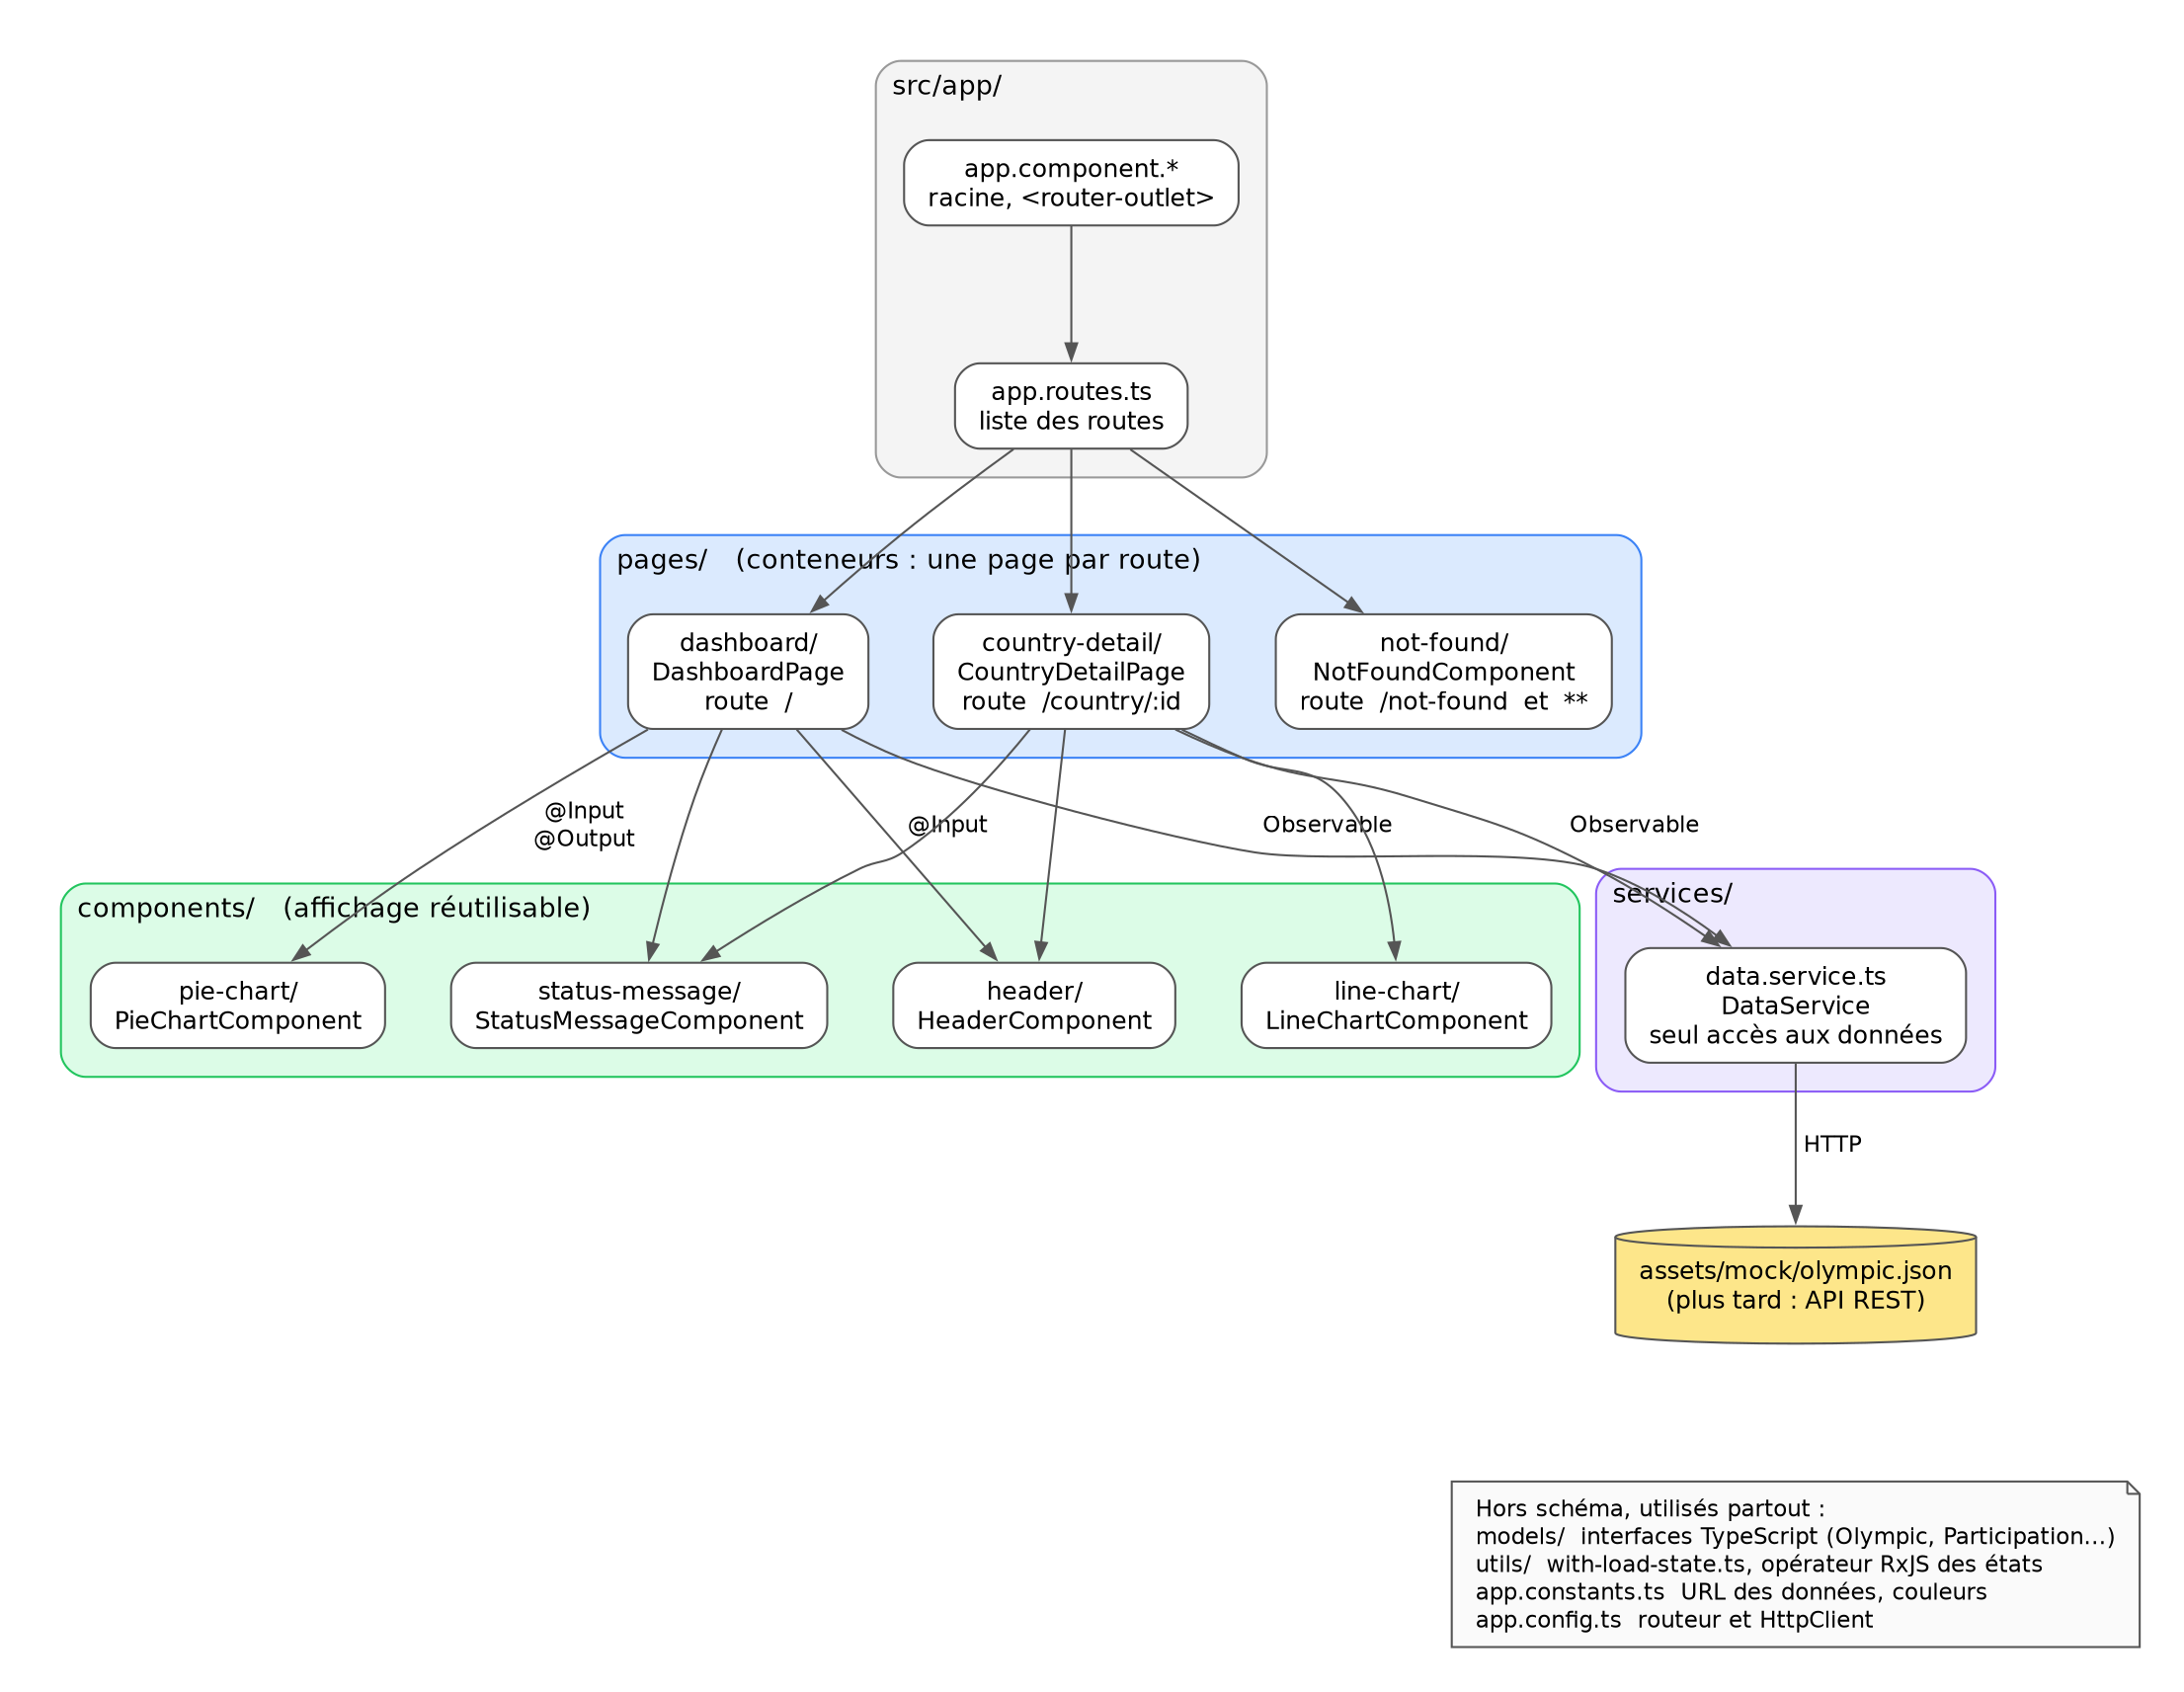 src/app/
app.component.*
racine, <router-outlet>
app.routes.ts
liste des routes
pages/   (conteneurs : une page par route)
dashboard/
DashboardPage
route  /
country-detail/
CountryDetailPage
route  /country/:id
not-found/
NotFoundComponent
route  /not-found  et  **
@Input
@Output
@Input
Observable
Observable
components/   (affichage réutilisable)
pie-chart/
PieChartComponent
status-message/
StatusMessageComponent
header/
HeaderComponent
line-chart/
LineChartComponent
services/
data.service.ts
DataService
seul accès aux données
HTTP
assets/mock/olympic.json
(plus tard : API REST)
Hors schéma, utilisés partout :
models/  interfaces TypeScript (Olympic, Participation...)
utils/  with-load-state.ts, opérateur RxJS des états
app.constants.ts  URL des données, couleurs
app.config.ts  routeur et HttpClient